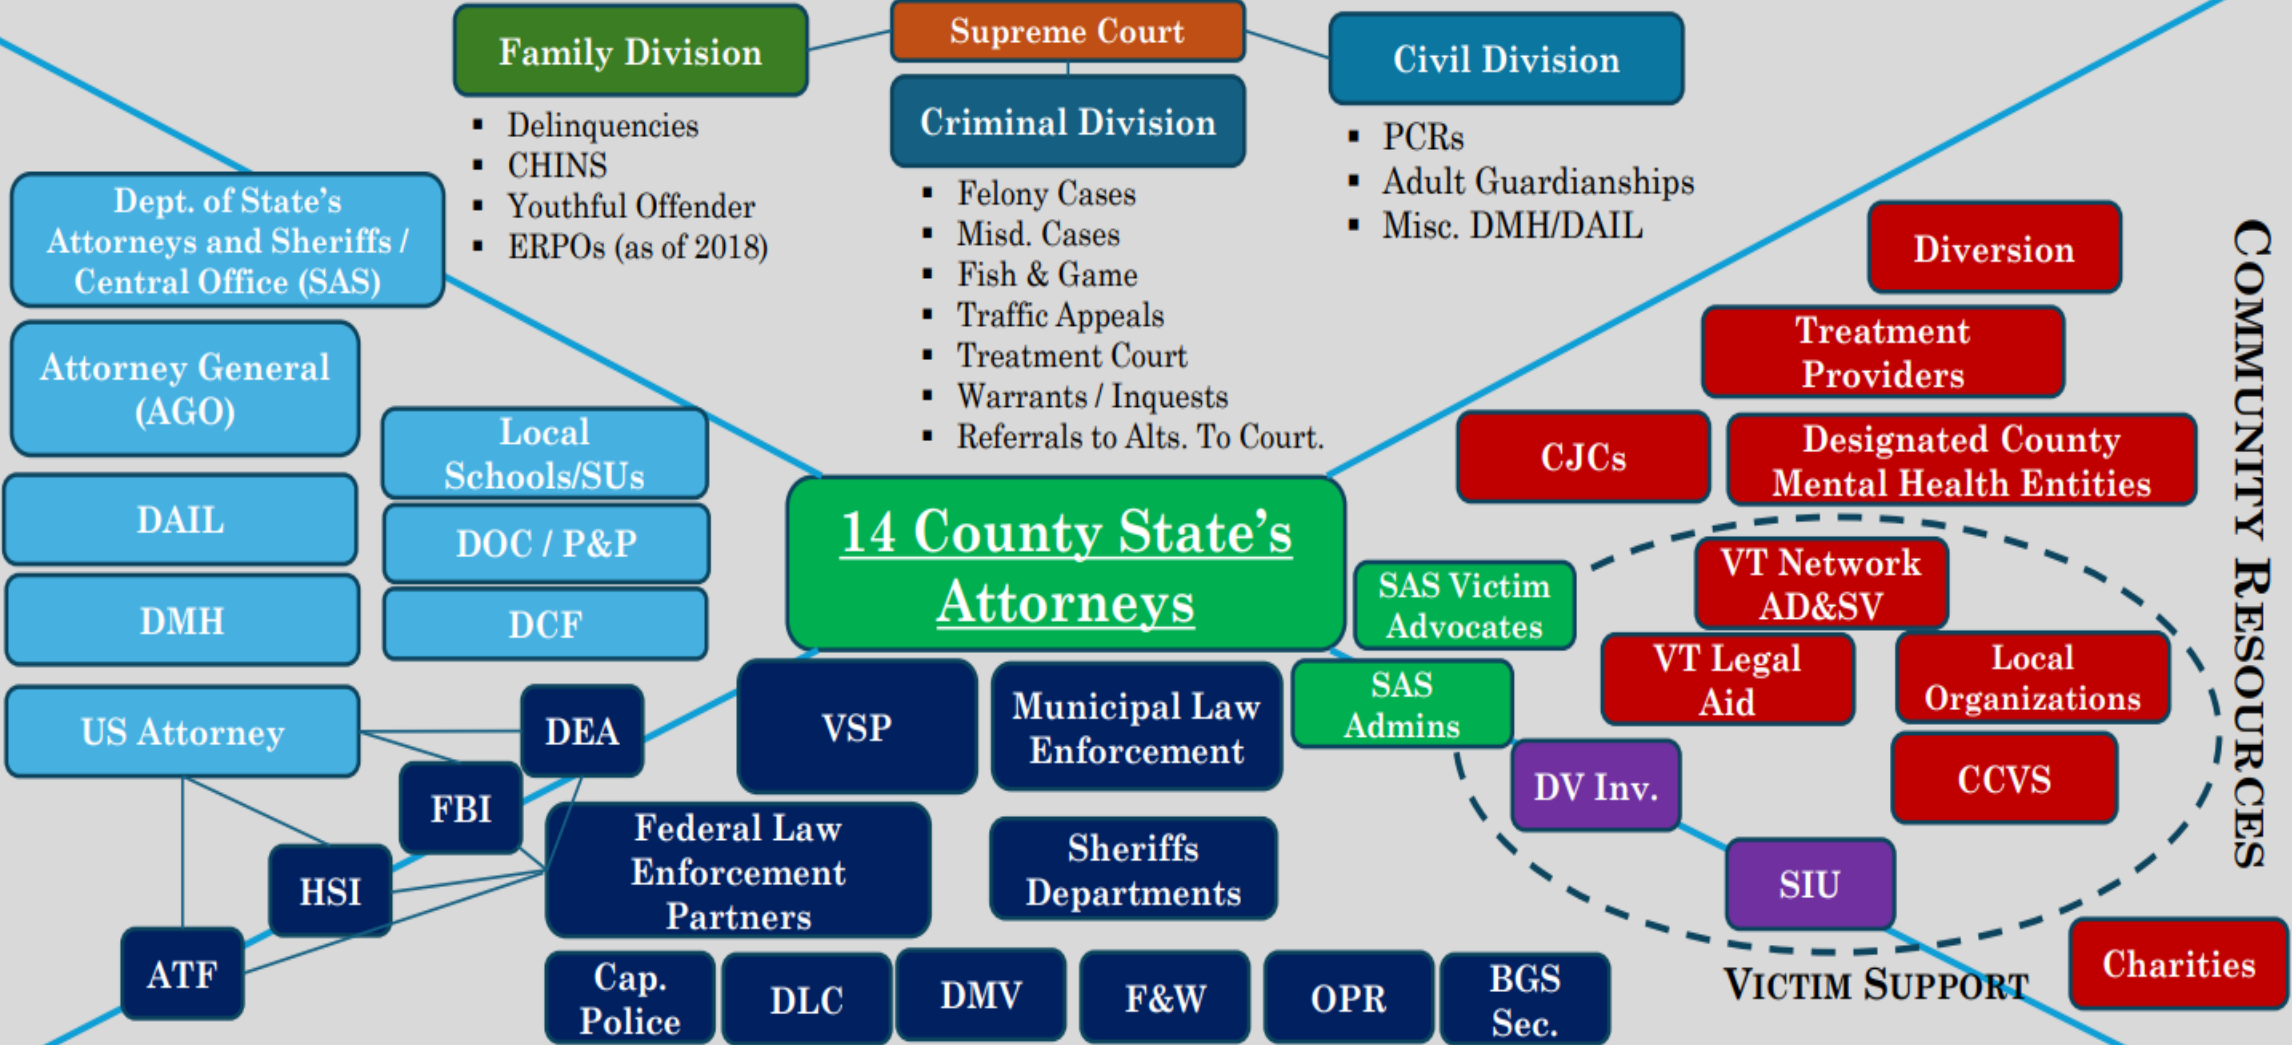 Family Division
Supreme Court
Civil Division
▪ Delinquencies
▪ CHINS
▪ Youthful Offender
▪ ERPOs (as of 2018)
Criminal Division
▪ Felony Cases
▪ Misd. Cases
▪ Fish & Game
▪ Traffic Appeals
▪ Treatment Court
▪ Warrants / Inquests
▪ Referrals to Alts. To Court.
▪ PCRs
▪ Adult Guardianships
▪ Misc. DMH/DAIL
Dept. of State’s
Attorneys and Sheriffs /
Central Office (SAS)
Attorney General
(AGO)
Local
Schools/SUs
DAIL
DOC / P&P
DMH
DCF
US Attorney
DEA
FBI
HSI
ATF
14 County State’s
Attorneys
SAS Victim
Advocates
SAS
Admins
VSP
Municipal Law
Enforcement
Federal Law
Enforcement
Partners
Sheriffs
Departments
Cap.
Police
DLC
DMV
F&W
OPR
BGS
Sec.
Diversion
Treatment
Providers
CJCs
Designated County
Mental Health Entities
VT Network
AD&SV
VT Legal
Aid
Local
Organizations
CCVS
DV Inv.
SIU
VICTIM SUPPORT
Charities
COMMUNITY RESOURCES